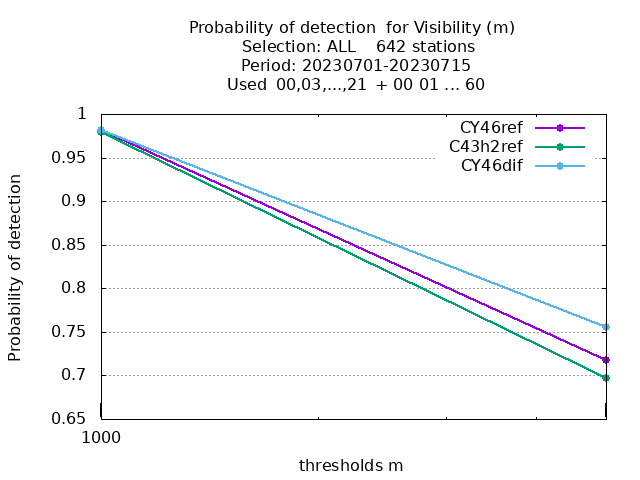 Probability of detection  for Visibility (m)
Selection: ALL    642 stations
Period: 20230701-20230715
Used  00,03,...,21  + 00 01 ... 60
CY46ref
C43h2ref
CY46dif
1
0.95
0.9
0.85
0.8
0.75
0.7
0.65
Probability of detection
1000
thresholds m